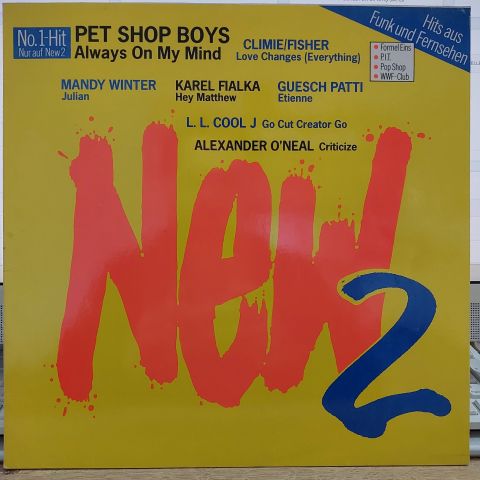 No.1-Hit
Nur auf New 2
PET SHOP BOYS
Always On My Mind
CLIMIE/FISHER
Love Changes (Everything)
Hits aus
Funk und Fernsehen
Formel Eins
P.I.T.
Pop Shop
WWF-Club
MANDY WINTER
Julian
KAREL FIALKA
Hey Matthew
GUESCH PATTI
Etienne
L. L. COOL J Go Cut Creator Go
ALEXANDER O'NEAL Criticize
New
2